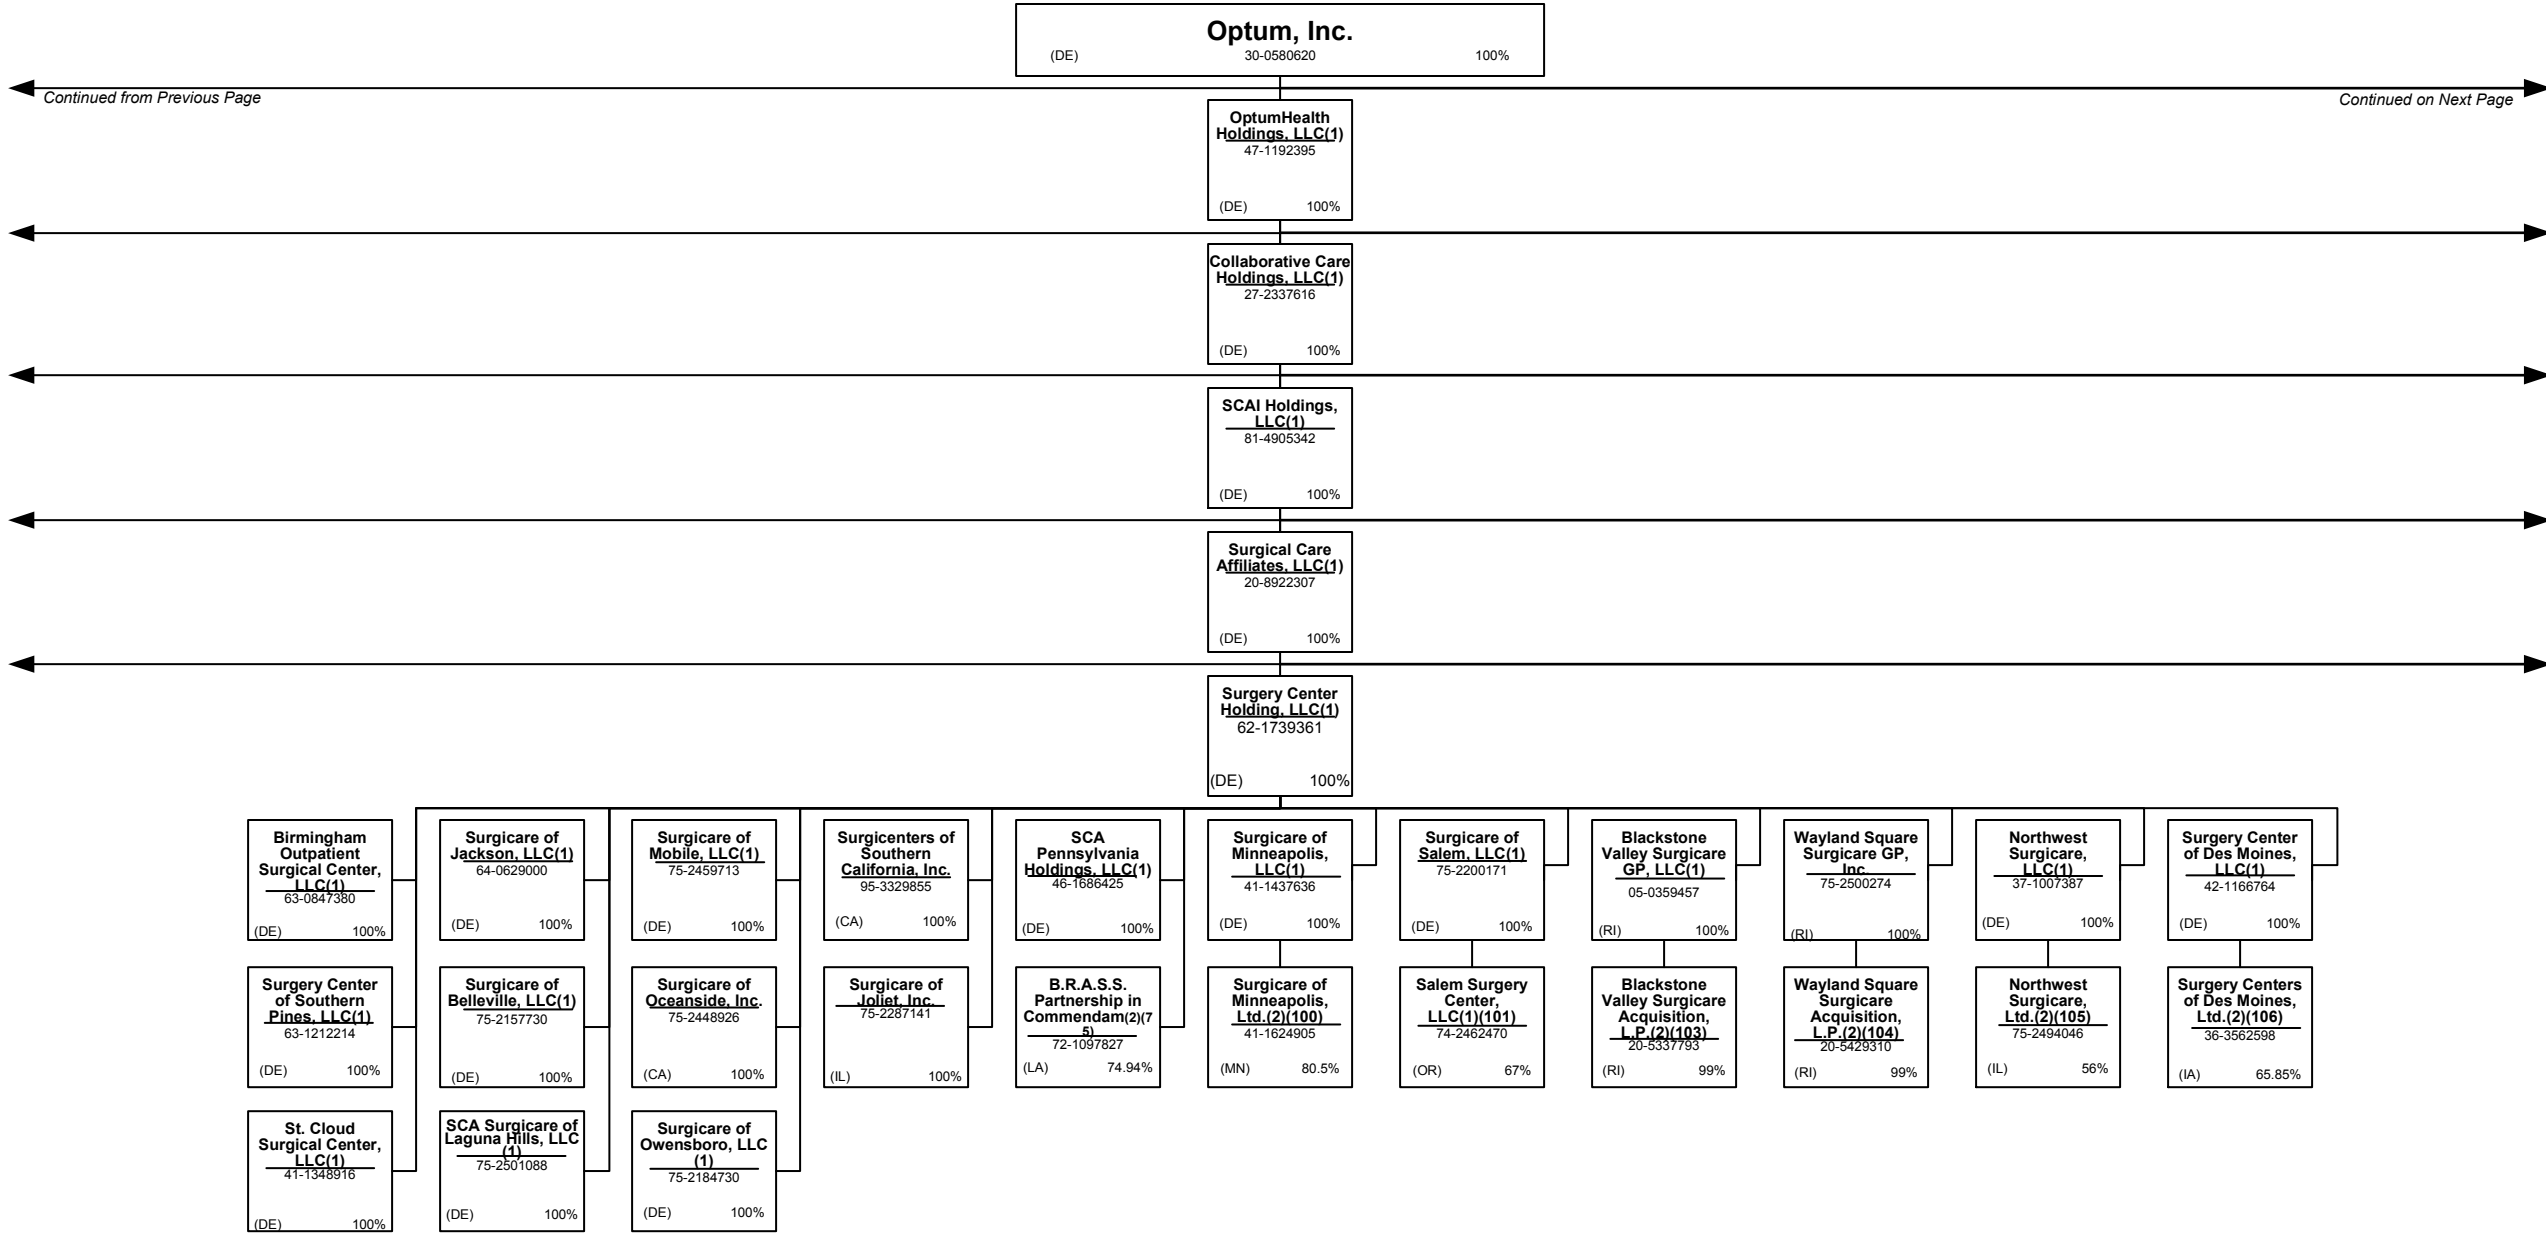 Optum, Inc.
(DE) 30-0580620 100%
Continued from Previous Page
Continued on Next Page
OptumHealth
Holdings, LLC(1)
47-1192395
(DE) 100%
Collaborative Care
Holdings, LLC(1)
27-2337616
(DE) 100%
SCAI Holdings,
LLC(1)
81-4905342
(DE) 100%
Surgical Care
Affiliates, LLC(1)
20-8922307
(DE) 100%
Surgery Center
Holding, LLC(1)
62-1739361
(DE) 100%
Birmingham
Outpatient
Surgical Center,
LLC(1)
63-0847380
(DE) 100%
Surgicare of
Jackson, LLC(1)
64-0629000
(DE) 100%
Surgicare of
Mobile, LLC(1)
75-2459713
(DE) 100%
Surgicenters of
Southern
California, Inc.
95-3329855
(CA) 100%
SCA
Pennsylvania
Holdings, LLC(1)
46-1686425
(DE) 100%
Surgicare of
Minneapolis,
LLC(1)
41-1437636
(DE) 100%
Surgicare of
Salem, LLC(1)
75-2200171
(DE) 100%
Blackstone
Valley Surgicare
GP, LLC(1)
05-0359457
(RI) 100%
Wayland Square
Surgicare GP,
Inc.
75-2500274
(RI) 100%
Northwest
Surgicare,
LLC(1)
37-1007387
(DE) 100%
Surgery Center
of Des Moines,
LLC(1)
42-1166764
(DE) 100%
Surgery Center
of Southern
Pines, LLC(1)
63-1212214
(DE) 100%
Surgicare of
Belleville, LLC(1)
75-2157730
(DE) 100%
Surgicare of
Oceanside, Inc.
75-2448926
(CA) 100%
Surgicare of
Joliet, Inc.
75-2287141
(IL) 100%
B.R.A.S.S.
Partnership in
Commendam(2)(7
5)
72-1097827
(LA) 74.94%
Surgicare of
Minneapolis,
Ltd.(2)(100)
41-1624905
(MN) 80.5%
Salem Surgery
Center,
LLC(1)(101)
74-2462470
(OR) 67%
Blackstone
Valley Surgicare
Acquisition,
L.P.(2)(103)
20-5337793
(RI) 99%
Wayland Square
Surgicare
Acquisition,
L.P.(2)(104)
20-5429310
(RI) 99%
Northwest
Surgicare,
Ltd.(2)(105)
75-2494046
(IL) 56%
Surgery Centers
of Des Moines,
Ltd.(2)(106)
36-3562598
(IA) 65.85%
St. Cloud
Surgical Center,
LLC(1)
41-1348916
(DE) 100%
SCA Surgicare of
Laguna Hills, LLC
(1)
75-2501088
(DE) 100%
Surgicare of
Owensboro, LLC
(1)
75-2184730
(DE) 100%